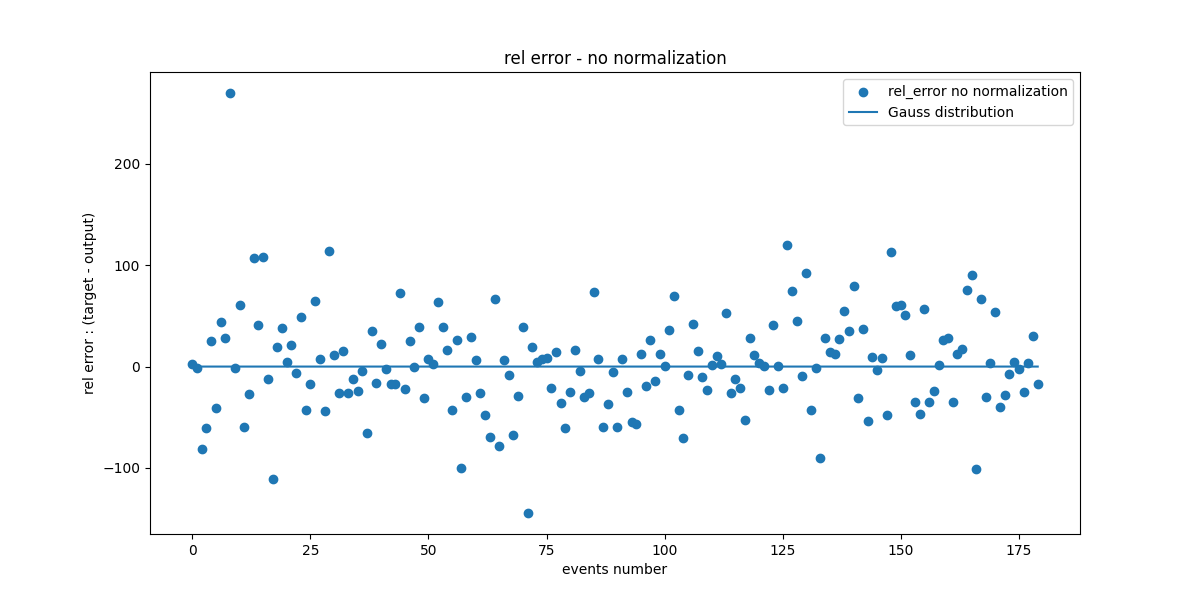 rel error - no normalization
rel_error no normalization
Gauss distribution
rel error : (target - output)
200
100
0
−100
0
25
50
75
100
125
150
175
events number